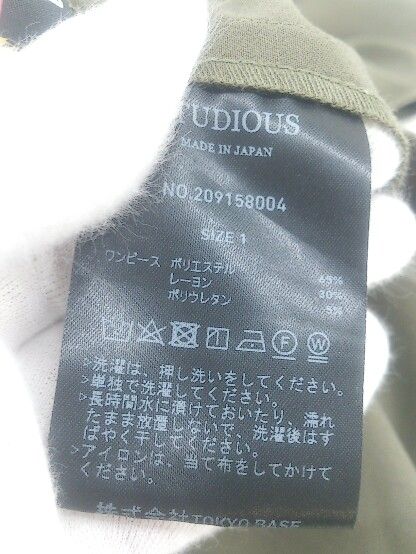 TUDIOUS
MADE IN JAPAN
NO.209158004
SIZE 1
ワンピース ポリエステル 65%
レーヨン 30%
ポリウレタン 5%
>洗濯は、押し洗いをしてください。
>単独で洗濯してください。
>長時間水に漬けておいたり、濡れ
たまま放置しないで、洗濯後はす
ばやく干してください。
>アイロンは、当て布をしてかけて
ください。
株式会社TOKYO BASE